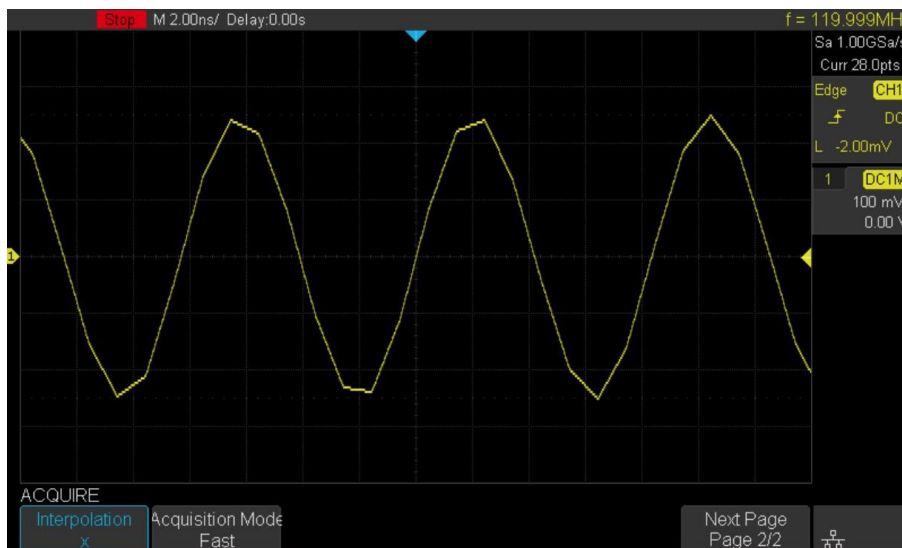 Stop M 2.00ns/ Delay:0.00s f = 119.999MH
Sa 1.00GSa/s
Curr 28.0pts
Edge CH1
DC
L -2.00mV
1 DC1M
100 mV
0.00 V
1
ACQUIRE
Interpolation
x
Acquisition Mode
Fast
Next Page
Page 2/2